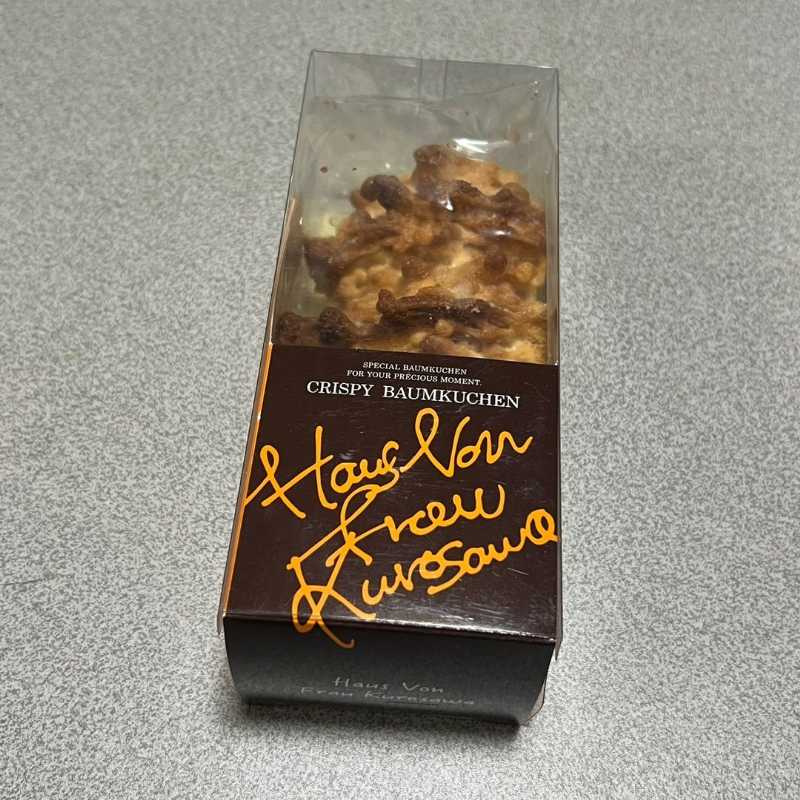 SPECIAL BAUMKUCHEN
FOR YOUR PRECIOUS MOMENT.
CRISPY BAUMKUCHEN
Haus Von
Frau
Kurosawa
Haus Von
Frau Kurosawa